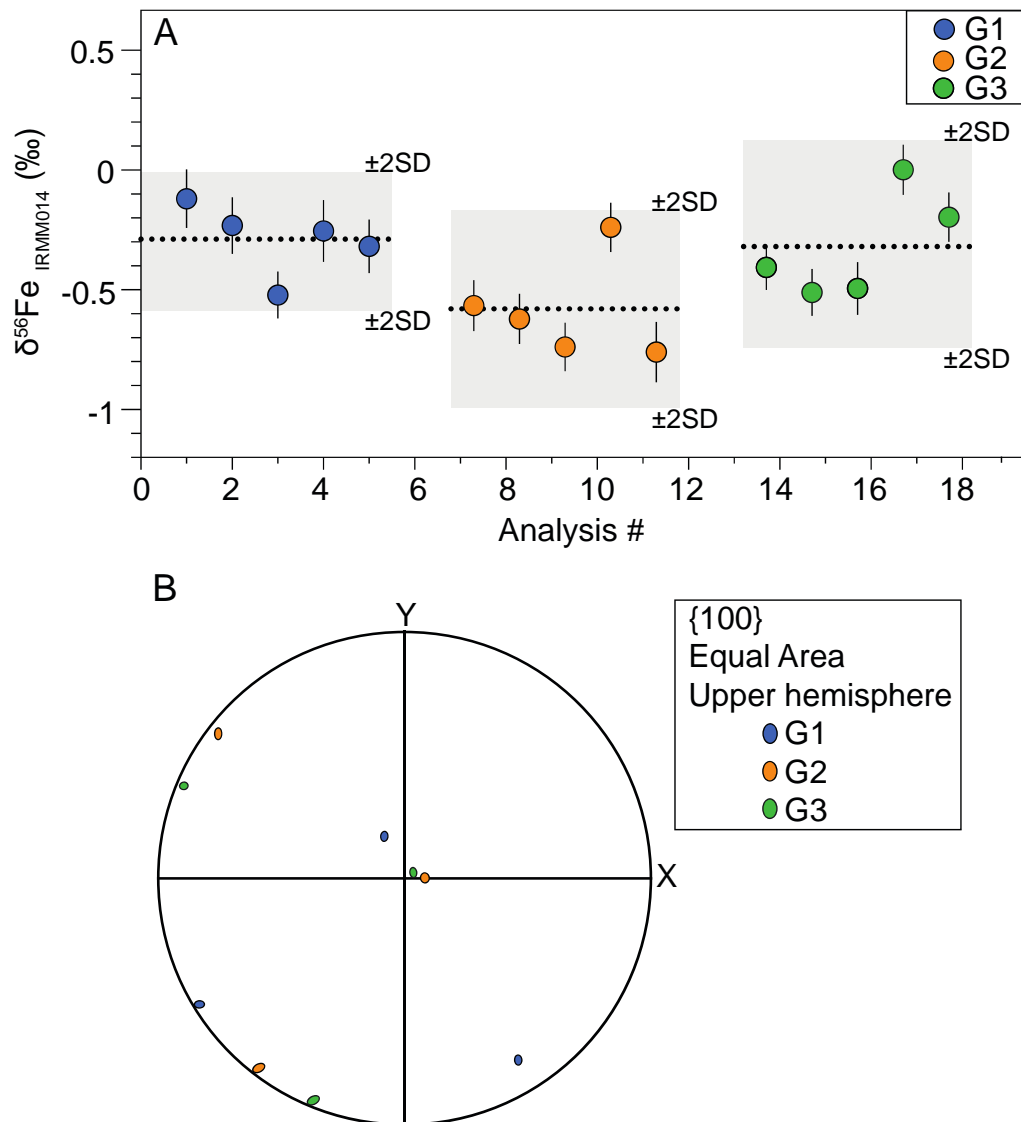 A
G1
G2
G3
0.5
0
-0.5
-1
δ56Fe IRMM014 (‰)
±2SD
±2SD
±2SD
±2SD
±2SD
±2SD
0 2 4 6 8 10 12 14 16 18
Analysis #
B
Y
X
{100}
Equal Area
Upper hemisphere
G1
G2
G3